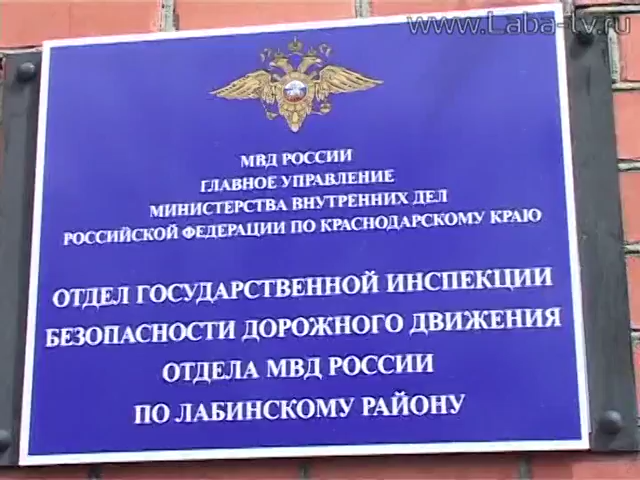 www.Laba-tv.ru
МВД РОССИИ
ГЛАВНОЕ УПРАВЛЕНИЕ
МИНИСТЕРСТВА ВНУТРЕННИХ ДЕЛ
РОССИЙСКОЙ ФЕДЕРАЦИИ ПО КРАСНОДАРСКОМУ КРАЮ
ОТДЕЛ ГОСУДАРСТВЕННОЙ ИНСПЕКЦИИ
БЕЗОПАСНОСТИ ДОРОЖНОГО ДВИЖЕНИЯ
ОТДЕЛА МВД РОССИИ
ПО ЛАБИНСКОМУ РАЙОНУ